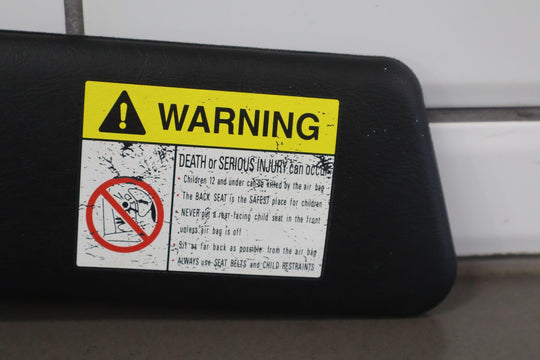 WARNING
DEATH or SERIOUS INJURY can occur
Children 12 and under can be killed by the air bag
The BACK SEAT is the SAFEST place for children
NEVER put a rear-facing child seat in the front
unless air bag is off
Sit as far back as possible from the air bag
ALWAYS use SEAT BELTS and CHILD RESTRAINTS